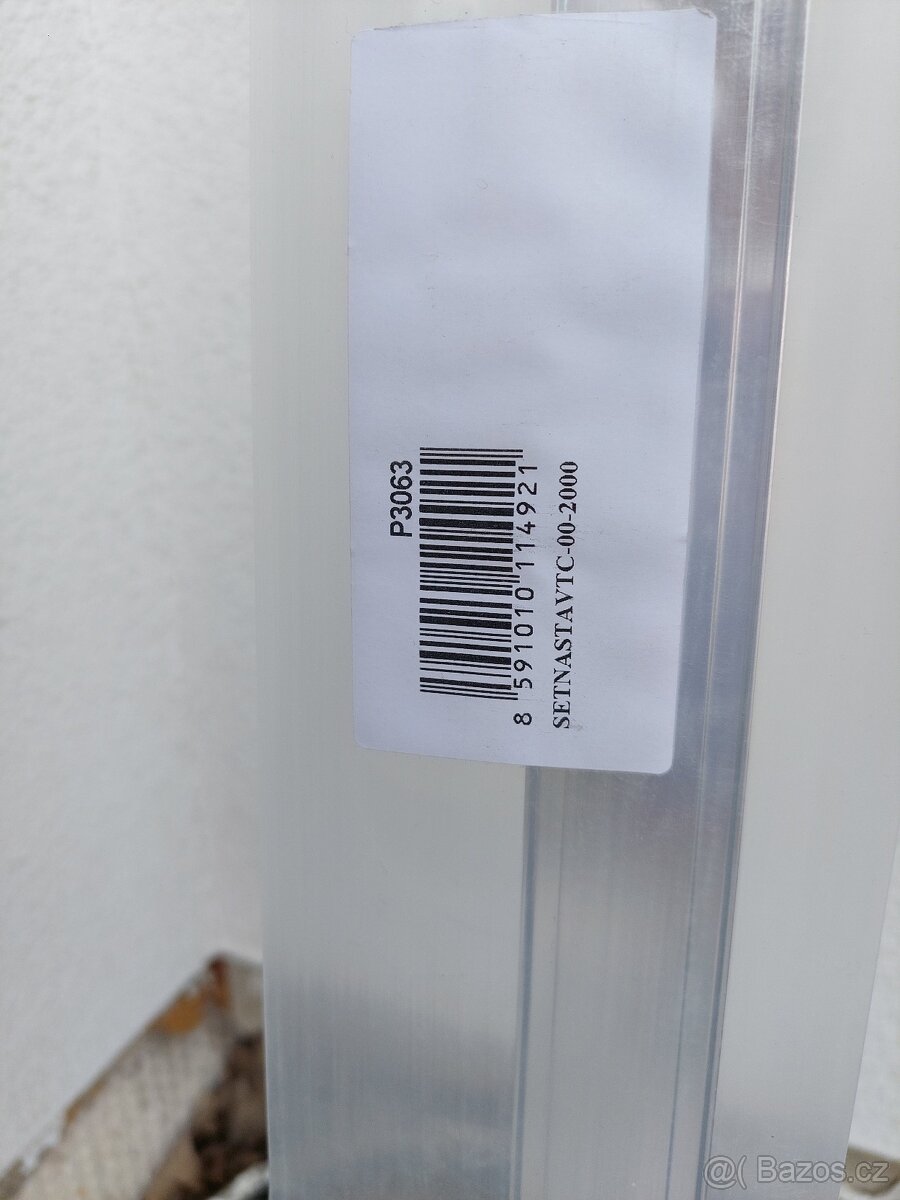 P3063
8 591010 114921
SETNASTAVTC-00-2000
@( Bazos.cz